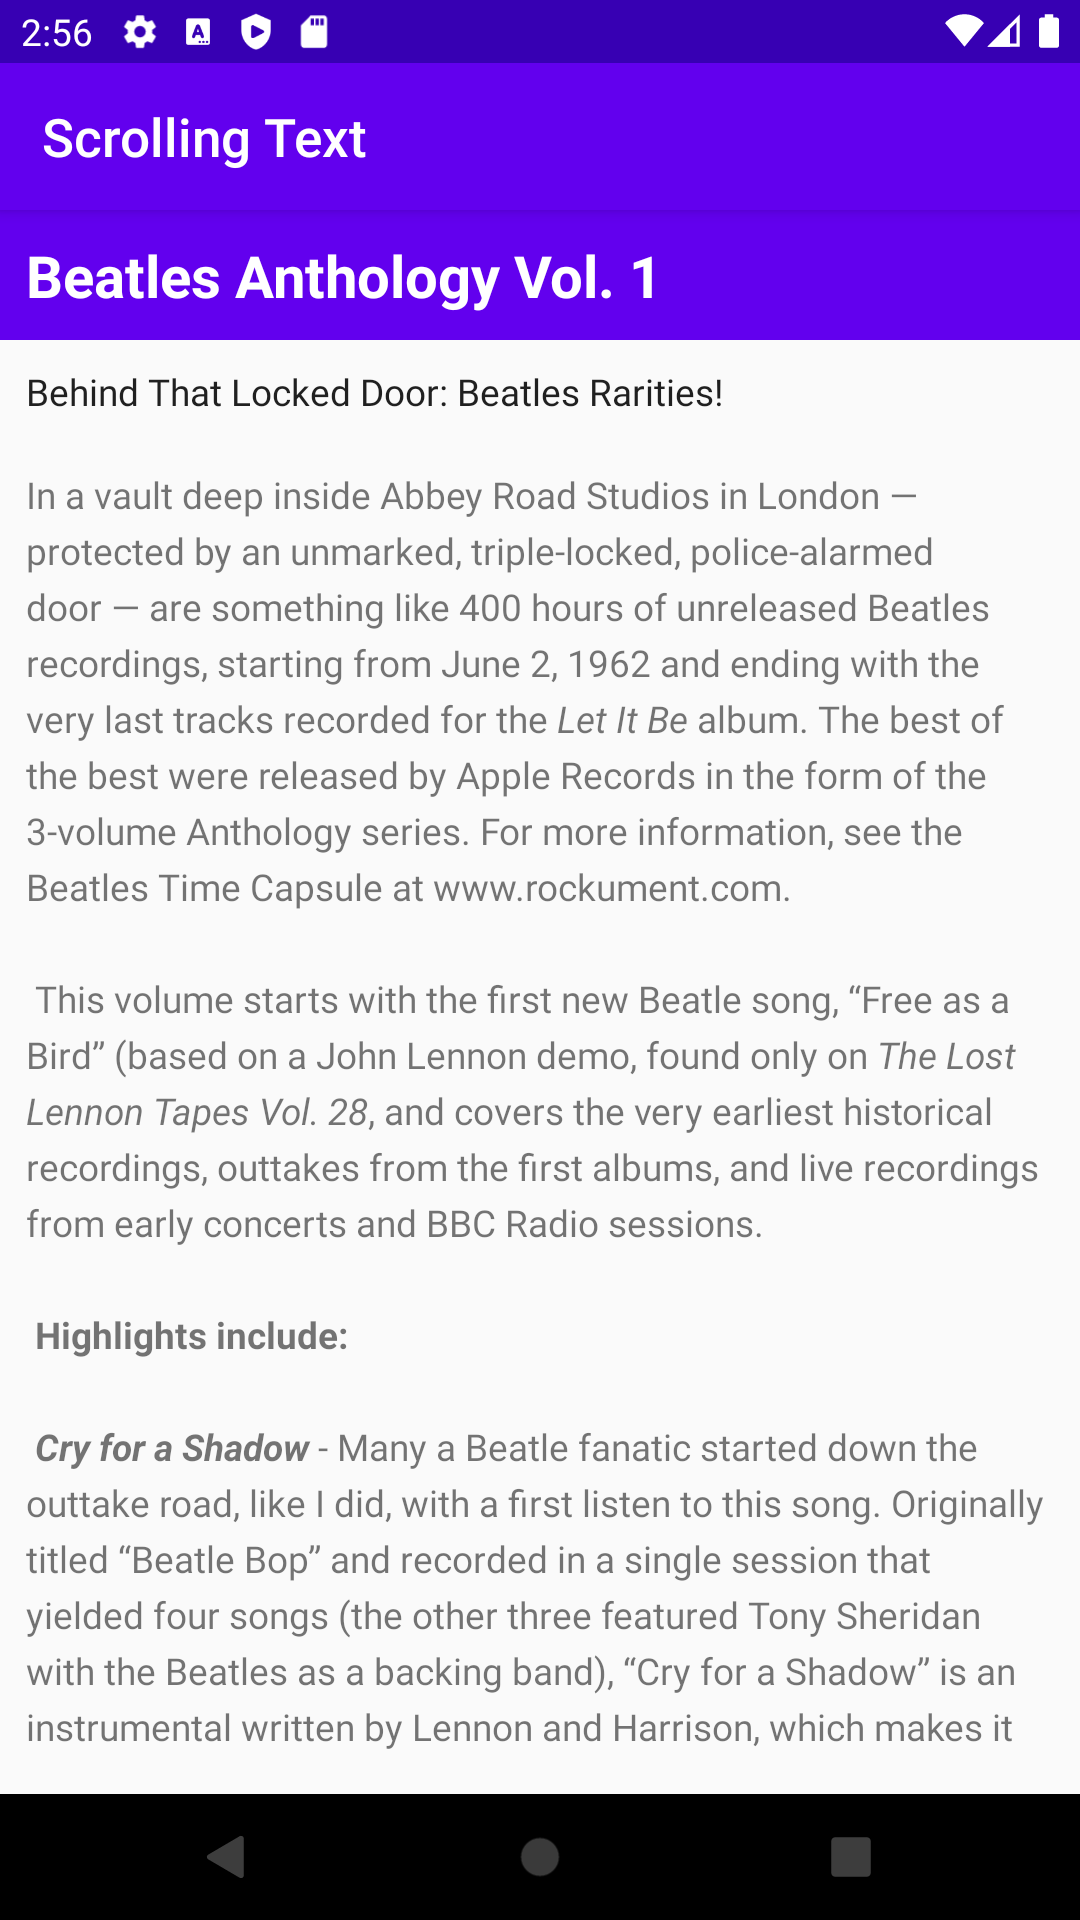 2:56
Scrolling Text
Beatles Anthology Vol. 1
Behind That Locked Door: Beatles Rarities!
In a vault deep inside Abbey Road Studios in London —
protected by an unmarked, triple-locked, police-alarmed
door — are something like 400 hours of unreleased Beatles
recordings, starting from June 2, 1962 and ending with the
very last tracks recorded for the Let It Be album. The best of
the best were released by Apple Records in the form of the
3-volume Anthology series. For more information, see the
Beatles Time Capsule at www.rockument.com.
This volume starts with the first new Beatle song, “Free as a
Bird” (based on a John Lennon demo, found only on The Lost
Lennon Tapes Vol. 28, and covers the very earliest historical
recordings, outtakes from the first albums, and live recordings
from early concerts and BBC Radio sessions.
Highlights include:
Cry for a Shadow - Many a Beatle fanatic started down the
outtake road, like I did, with a first listen to this song. Originally
titled “Beatle Bop” and recorded in a single session that
yielded four songs (the other three featured Tony Sheridan
with the Beatles as a backing band), “Cry for a Shadow” is an
instrumental written by Lennon and Harrison, which makes it